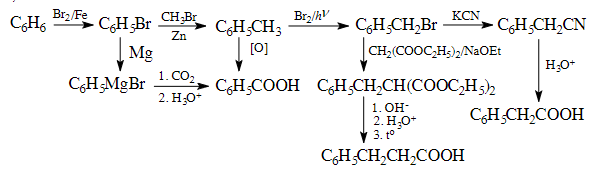 C₆H₆ Br₂/Fe C₆H₅Br CH₃Br Zn C₆H₅CH₃ Br₂/hν C₆H₅CH₂Br KCN C₆H₅CH₂CN
Mg [O] CH₂(COOC₂H₅)₂/NaOEt H₃O⁺
C₆H₅MgBr 1. CO₂ 2. H₃O⁺ C₆H₅COOH C₆H₅CH₂CH(COOC₂H₅)₂
C₆H₅CH₂COOH
1. OH⁻
2. H₃O⁺
3. t°
C₆H₅CH₂CH₂COOH